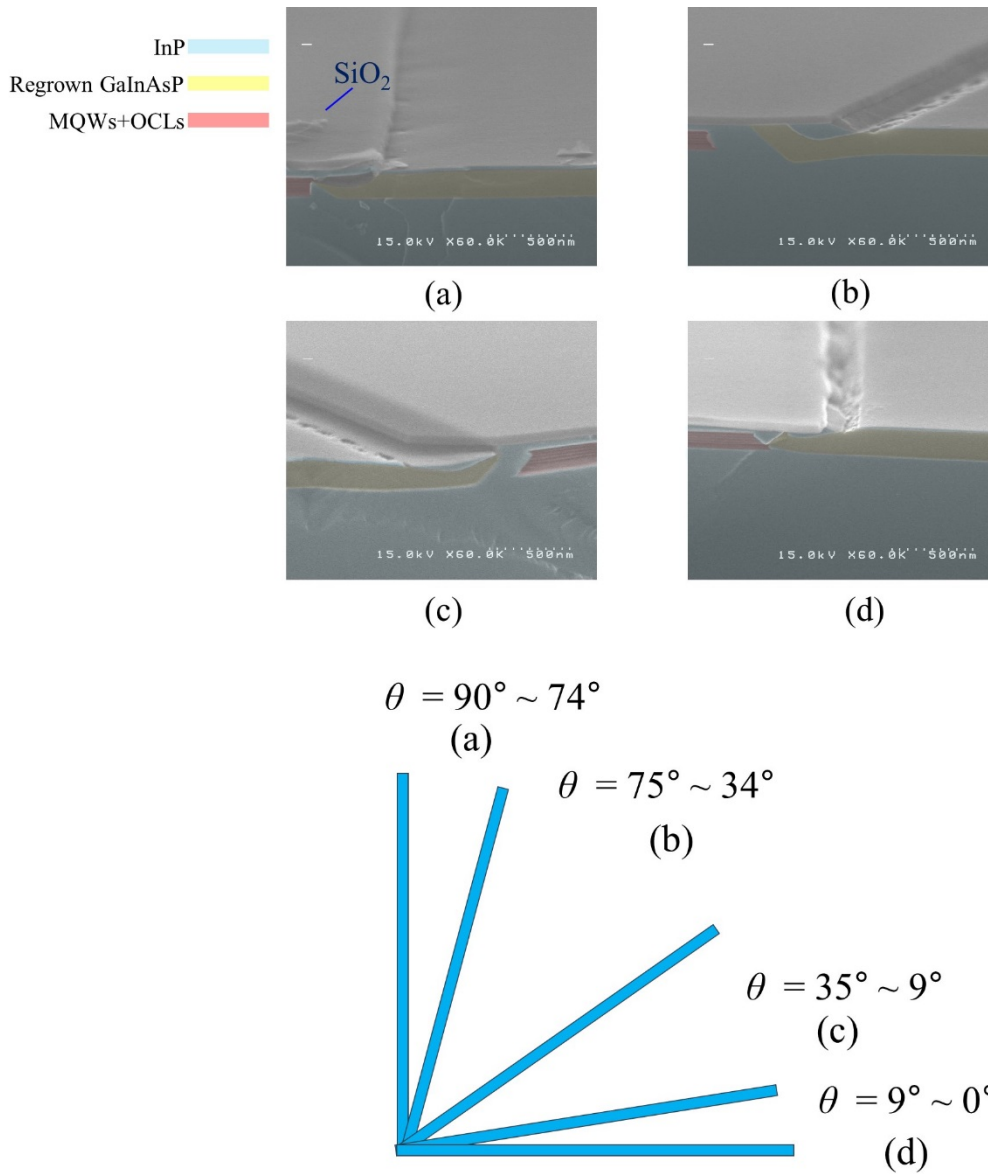 InP
Regrown GaInAsP
MQWs+OCLs
SiO₂
15.0kV X60.0K 500nm
15.0kV X60.0K 500nm
(a)
(b)
15.0kV X60.0K 500nm
15.0kV X60.0K 500nm
(c)
(d)
θ = 90° ~ 74°
(a)
θ = 75° ~ 34°
(b)
θ = 35° ~ 9°
(c)
θ = 9° ~ 0°
(d)